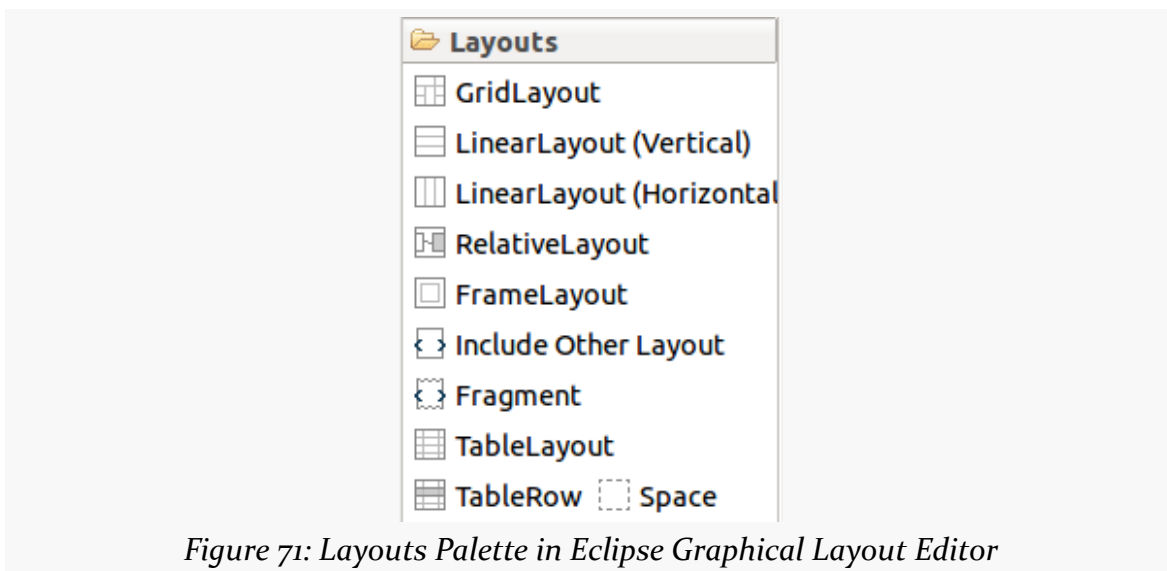 Layouts
GridLayout
LinearLayout (Vertical)
LinearLayout (Horizontal
RelativeLayout
FrameLayout
Include Other Layout
Fragment
TableLayout
TableRow Space
Figure 71: Layouts Palette in Eclipse Graphical Layout Editor